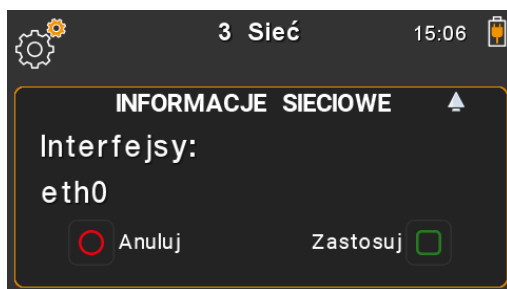 3 Sieć 15:06
INFORMACJE SIECIOWE
Interfejsy:
eth0
Anuluj Zastosuj